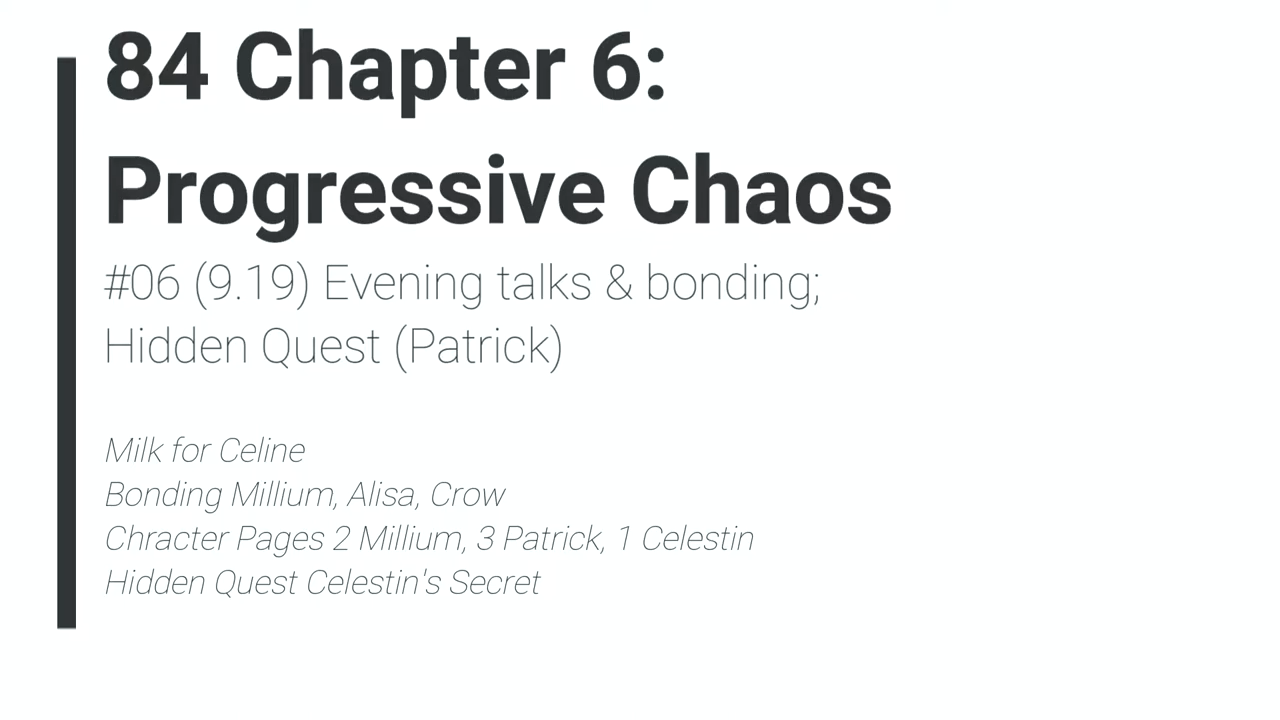 84 Chapter 6:
Progressive Chaos
#06 (9.19) Evening talks & bonding;
Hidden Quest (Patrick)
Milk for Celine
Bonding Millium, Alisa, Crow
Chracter Pages 2 Millium, 3 Patrick, 1 Celestin
Hidden Quest Celestin's Secret